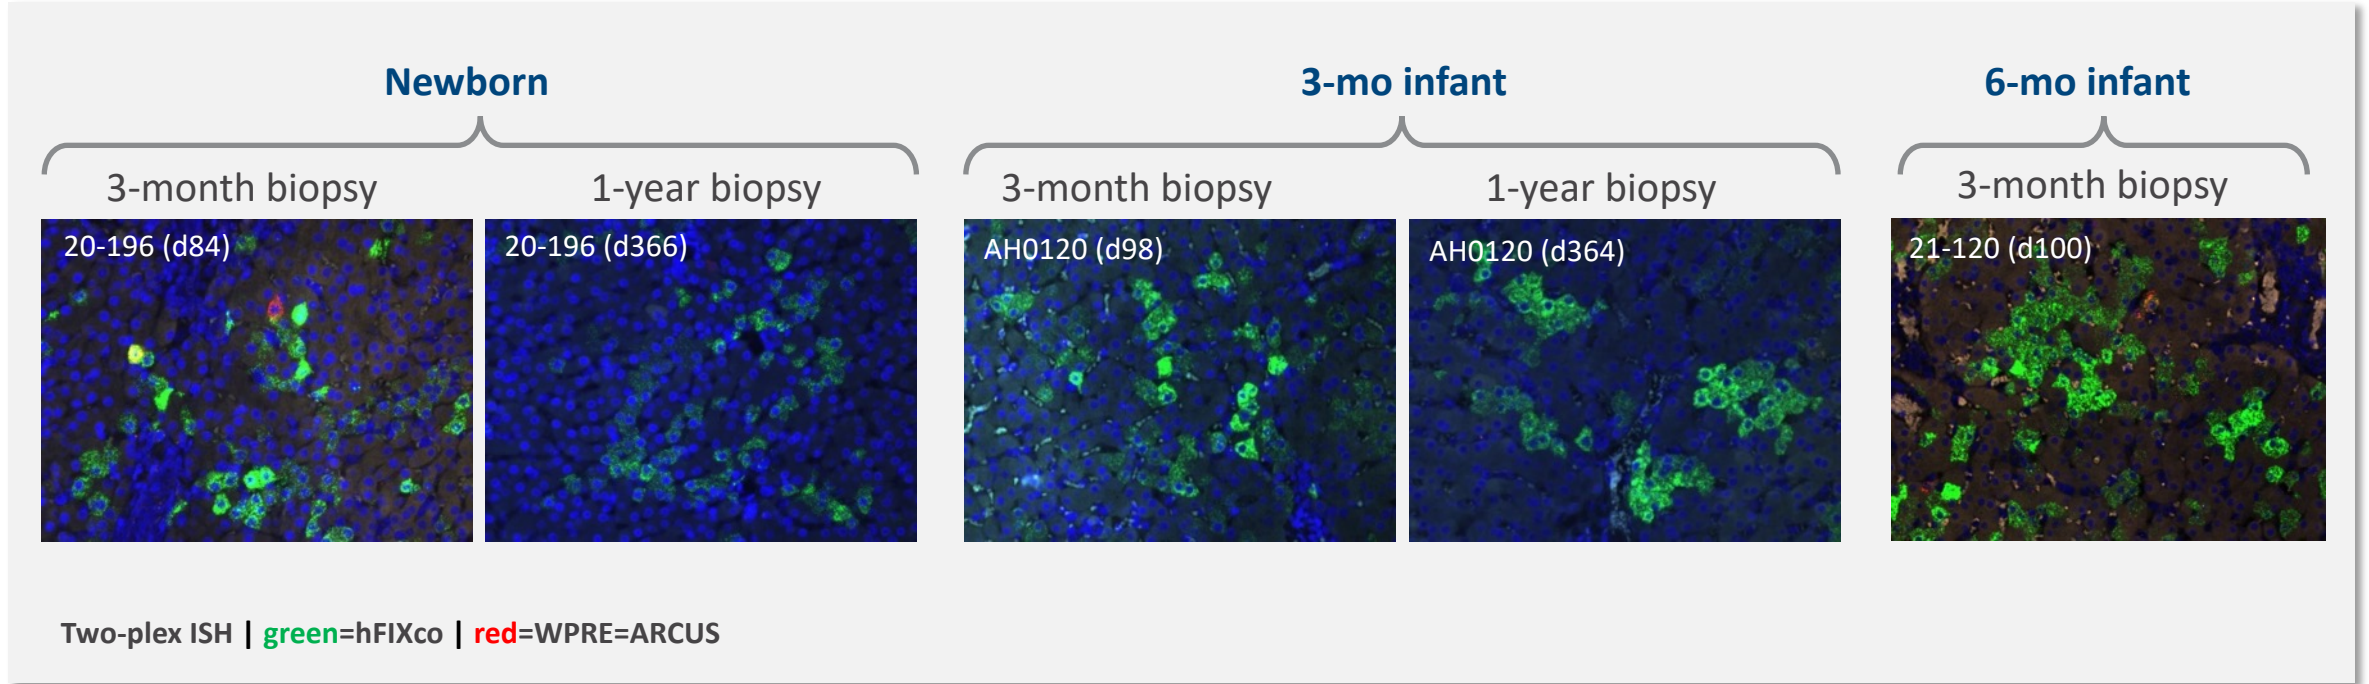 Newborn
3-mo infant
6-mo infant
3-month biopsy
1-year biopsy
3-month biopsy
1-year biopsy
3-month biopsy
20-196 (d84)
20-196 (d366)
AH0120 (d98)
AH0120 (d364)
21-120 (d100)
Two-plex ISH | green=hFIXco | red=WPRE=ARCUS